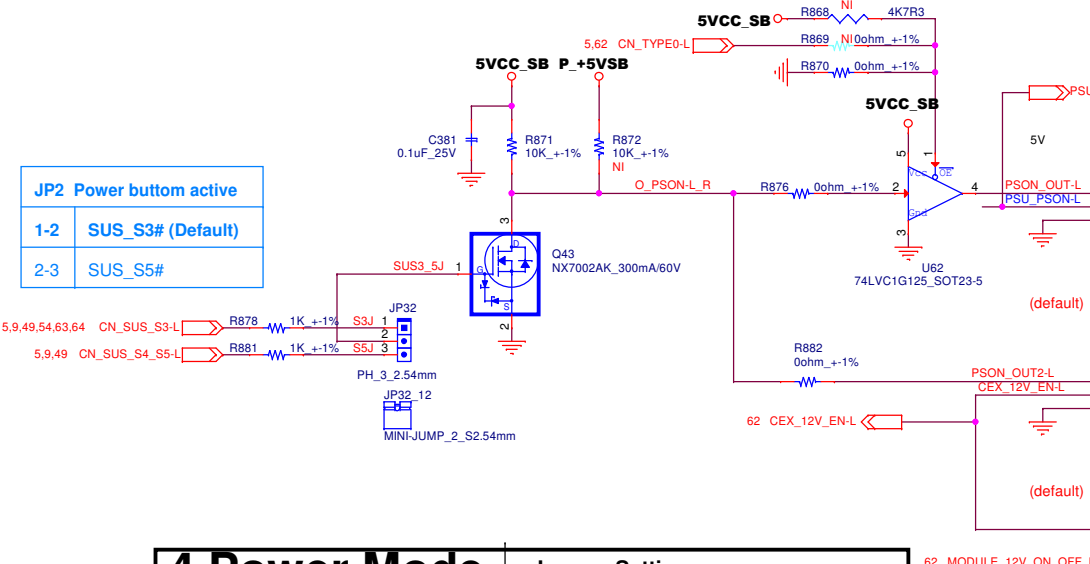 NI
5VCC_SB
R868
4K7R3
5,62 CN_TYPE0-L
R869
NI
0ohm_+-1%
5VCC_SB P_+5VSB
R870
0ohm_+-1%
5VCC_SB
5V
C381
0.1uF_25V
R871
10K_+-1%
R872
10K_+-1%
NI
5
1
Vcc
OE
JP2 Power buttom active
1-2 SUS_S3# (Default)
2-3 SUS_S5#
O_PSON-L_R
R876
0ohm_+-1%
2
4
PSON_OUT-L
PSU_PSON-L
Gnd
3
U62
74LVC1G125_SOT23-5
3
D
Q43
NX7002AK_300mA/60V
SUS3_5J
1
G
S
2
(default)
JP32
5,9,49,54,63,64 CN_SUS_S3-L
R878
1K_+-1%
S3J
1
2
5,9,49 CN_SUS_S4_S5-L
R881
1K_+-1%
S5J
3
PH_3_2.54mm
JP32_12
MINI-JUMP_2_S2.54mm
R882
0ohm_+-1%
PSON_OUT2-L
CEX_12V_EN-L
62 CEX_12V_EN-L
(default)
4 Power Mode
62 MODULE_12V_ON_OFF